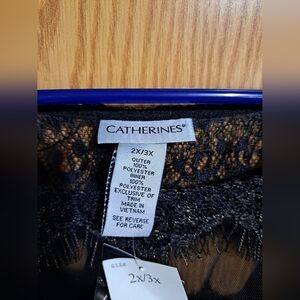 CATHERINES®
2X/3X
OUTER
100%
POLYESTER
INNER
100%
POLYESTER
EXCLUSIVE OF
TRIM
MADE IN
VIETNAM
SEE REVERSE
FOR CARE
SIZE
2x/3x